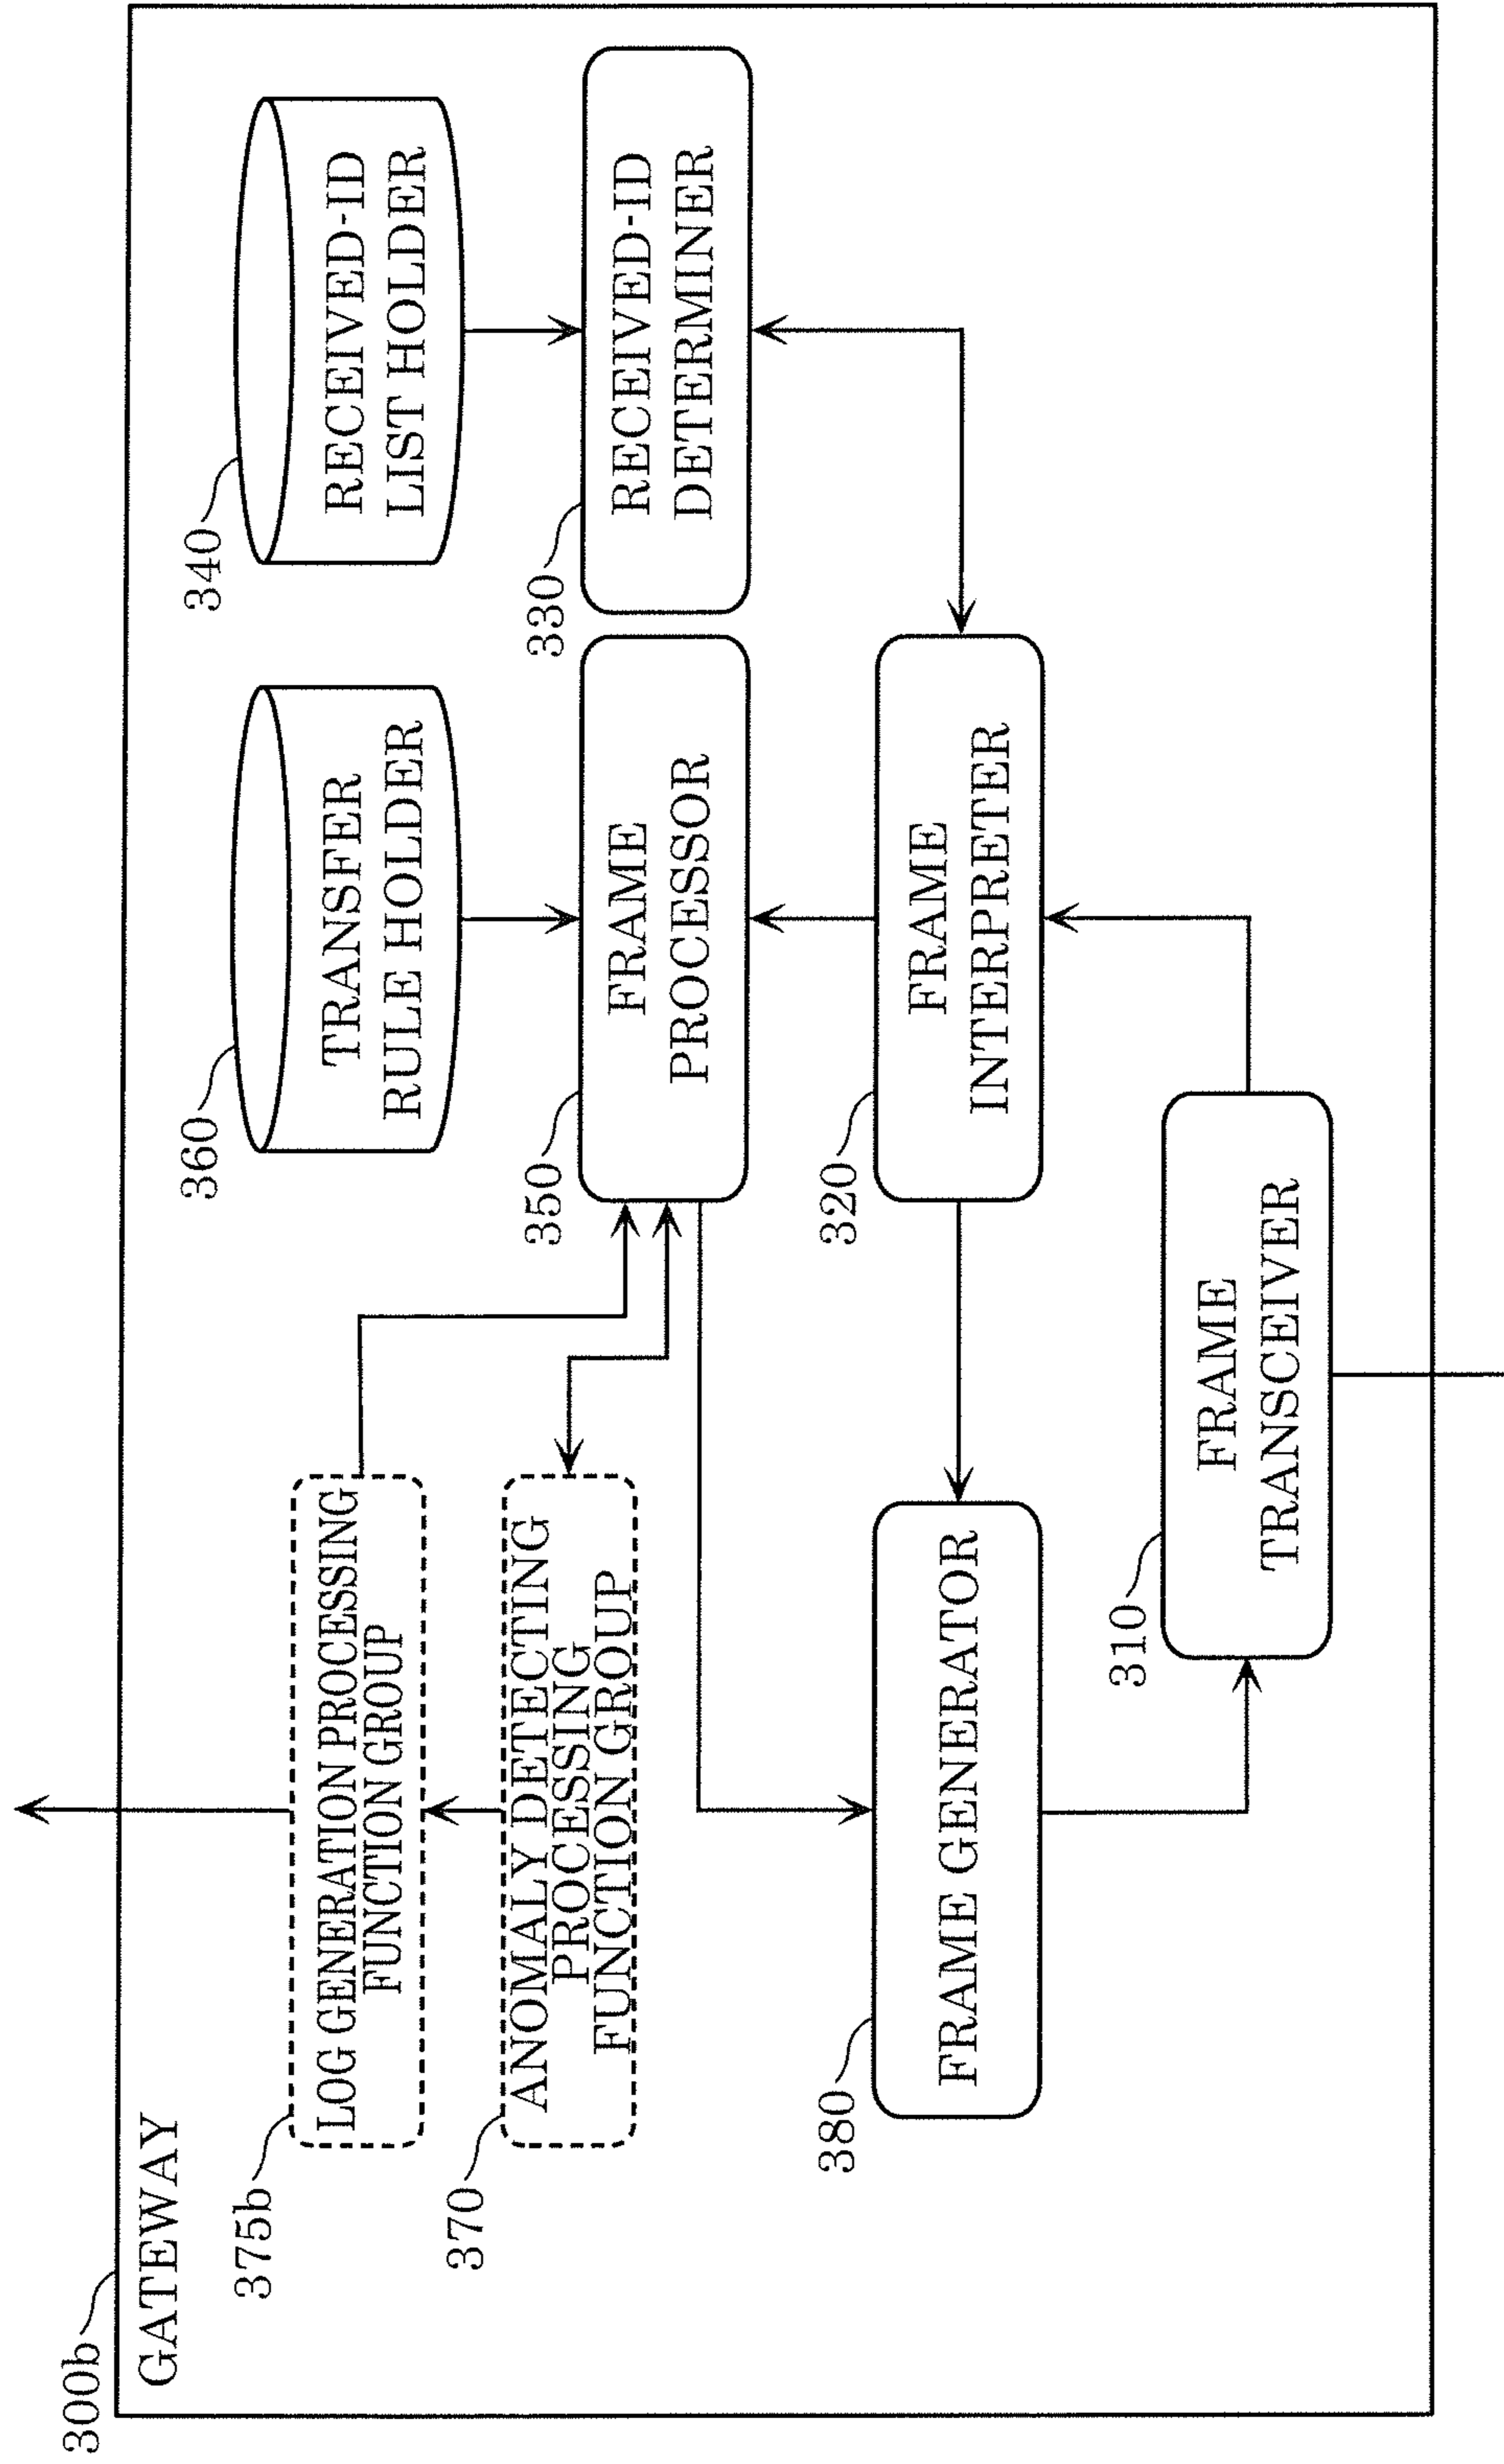 300b
GATEWAY
375b
LOG GENERATION PROCESSING
FUNCTION GROUP
360
TRANSFER
RULE HOLDER
340
RECEIVED-ID
LIST HOLDER
370
ANOMALY DETECTING
PROCESSING
FUNCTION GROUP
350
FRAME
PROCESSOR
330
RECEIVED-ID
DETERMINER
380
FRAME GENERATOR
320
FRAME
INTERPRETER
310
FRAME
TRANSCEIVER